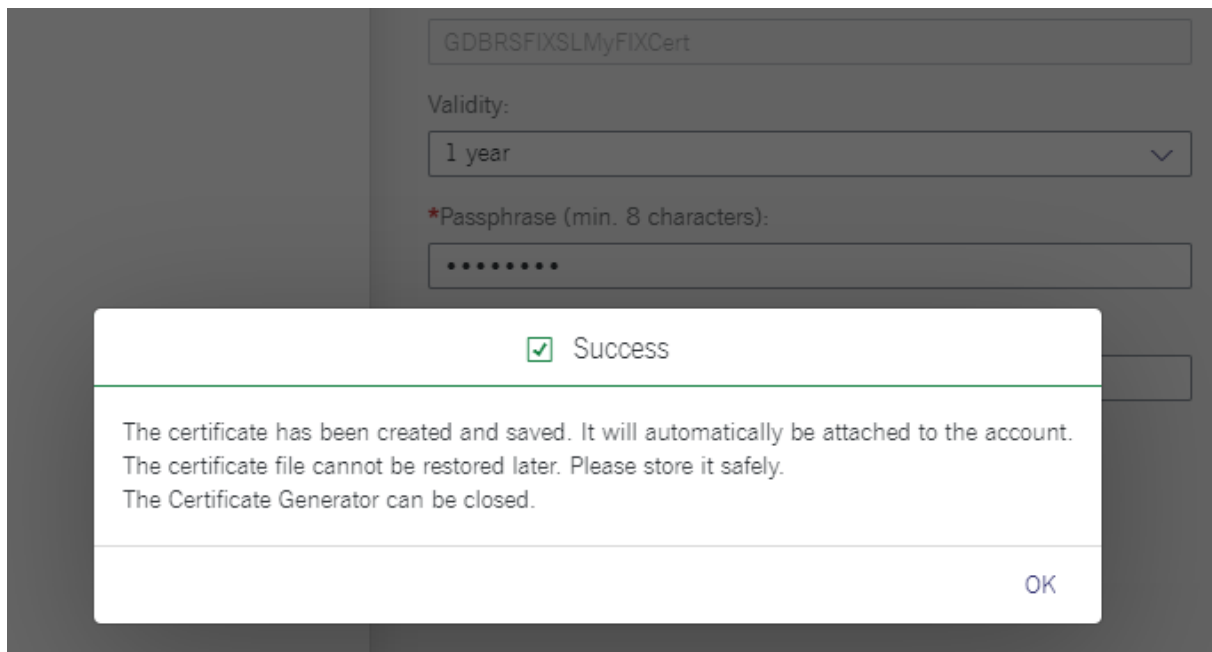 GDBRSFIXSLMyFIXCert
Validity:
1 year
*Passphrase (min. 8 characters):
••••••••
Success
The certificate has been created and saved. It will automatically be attached to the account.
The certificate file cannot be restored later. Please store it safely.
The Certificate Generator can be closed.
OK